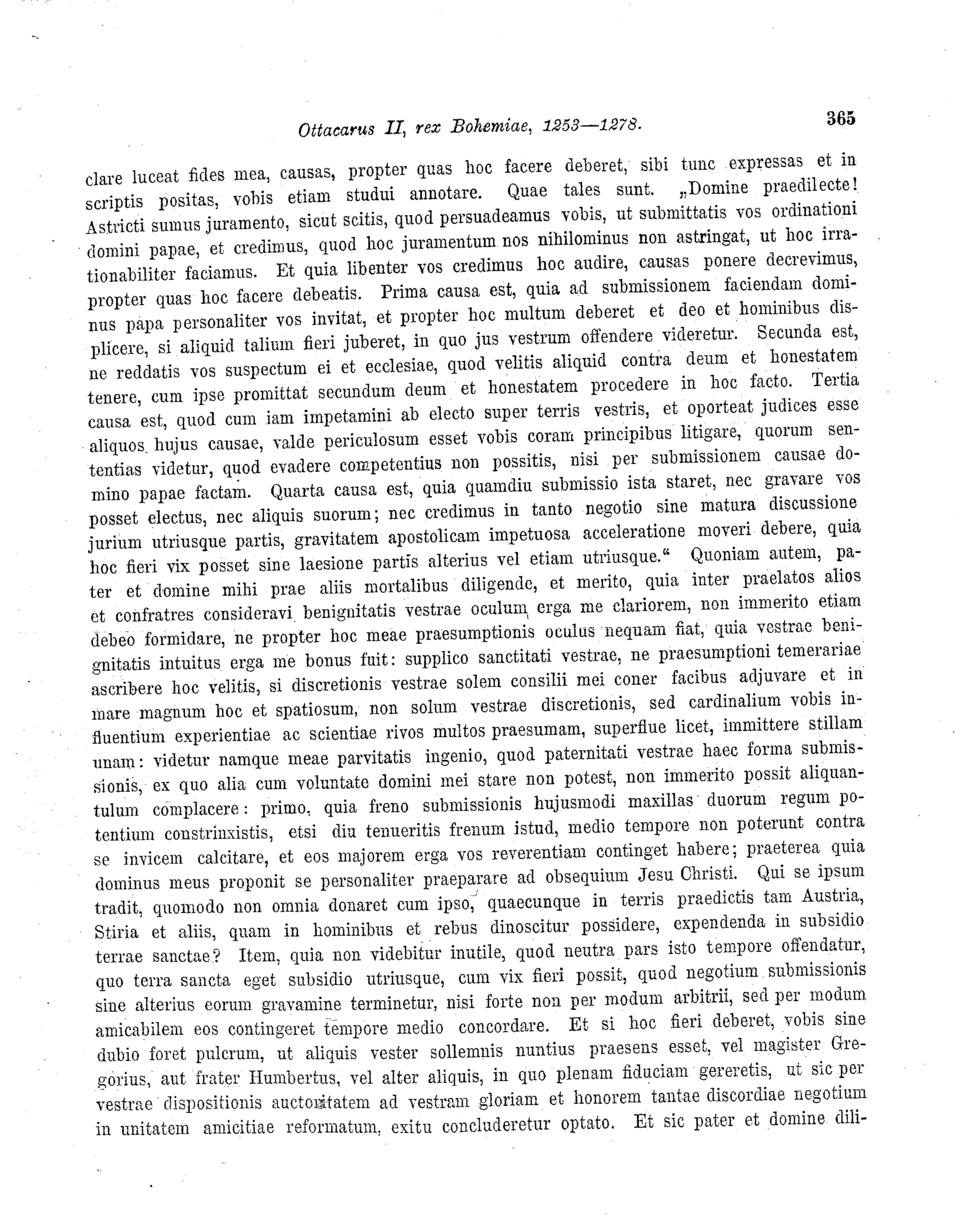 Ottacarus II, rex Bohemiae, 1253—1278. 365
clare luceat fides mea, causas, propter quas hoc facere deberet, sibi tunc expressas et in
scriptis positas, vobis etiam studui annotare. Quae tales sunt. „Domine praedilecte!
Astricti sumus juramento, sicut scitis, quod persuadeamus vobis, ut submittatis vos ordinationi
domini papae, et credimus, quod hoc juramentum nos nihilominus non astringat, ut hoc irra-
tionabiliter faciamus. Et quia libenter vos credimus hoc audire, causas ponere decrevimus,
propter quas hoc facere debeatis. Prima causa est, quia ad submissionem faciendam domi-
nus papa personaliter vos invitat, et propter hoc multum deberet et deo et hominibus dis-
plicere, si aliquid talium fieri juberet, in quo jus vestrum offendere videretur. Secunda est,
ne reddatis vos suspectum ei et ecclesiae, quod velitis aliquid contra deum et honestatem
tenere, cum ipse promittat secundum deum et honestatem procedere in hoc facto. Tertia
causa est, quod cum iam impetamini ab electo super terris vestris, et oporteat judices esse
aliquos hujus causae, valde periculosum esset vobis coram principibus litigare, quorum sen-
tentias videtur, quod evadere competentius non possitis, nisi per submissionem causae do-
mino papae factam. Quarta causa est, quia quamdiu submissio ista staret, nec gravare vos
posset electus, nec aliquis suorum; nec credimus in tanto negotio sine matura discussione
jurium utriusque partis, gravitatem apostolicam impetuosa acceleratione moveri debere, quia
hoc fieri vix posset sine laesione partis alterius vel etiam utriusque.“ Quoniam autem, pa-
ter et domine mihi prae aliis mortalibus diligende, et merito, quia inter praelatos alios
et confratres consideravi benignitatis vestrae oculum erga me clariorem, non immerito etiam
debeo formidare, ne propter hoc meae praesumptionis oculus nequam fiat, quia vestrae beni-
gnitatis intuitus erga me bonus fuit: supplico sanctitati vestrae, ne praesumptioni temerariae
ascribere hoc velitis, si discretionis vestrae solem consilii mei coner facibus adjuvare et in
mare magnum hoc et spatiosum, non solum vestrae discretionis, sed cardinalium vobis in-
fluentium experientiae ac scientiae rivos multos praesumam, superflue licet, immittere stillam
unam: videtur namque meae parvitatis ingenio, quod paternitati vestrae haec forma submis-
sionis, ex quo alia cum voluntate domini mei stare non potest, non immerito possit aliquan-
tulum complacere: primo, quia freno submissionis hujusmodi maxillas duorum regum po-
tentium constrinxistis, etsi diu tenueritis frenum istud, medio tempore non poterunt contra
se invicem calcitare, et eos majorem erga vos reverentiam continget habere; praeterea quia
dominus meus proponit se personaliter praeparare ad obsequium Jesu Christi. Qui se ipsum
tradit, quomodo non omnia donaret cum ipso, quaecunque in terris praedictis tam Austria,
Stiria et aliis, quam in hominibus et rebus dinoscitur possidere, expendenda in subsidio
terrae sanctae? Item, quia non videbitur inutile, quod neutra pars isto tempore offendatur,
quo terra sancta eget subsidio utriusque, cum vix fieri possit, quod negotium submissionis
sine alterius eorum gravamine terminetur, nisi forte non per modum arbitrii, sed per modum
amicabilem eos contingeret tempore medio concordare. Et si hoc fieri deberet, vobis sine
dubio foret pulcrum, ut aliquis vester sollemnis nuntius praesens esset, vel magister Gre-
gorius, aut frater Humbertus, vel alter aliquis, in quo plenam fiduciam gereretis, ut sic per
vestrae dispositionis auctoritatem ad vestram gloriam et honorem tantae discordiae negotium
in unitatem amicitiae reformatum, exitu concluderetur optato. Et sic pater et domine dili-